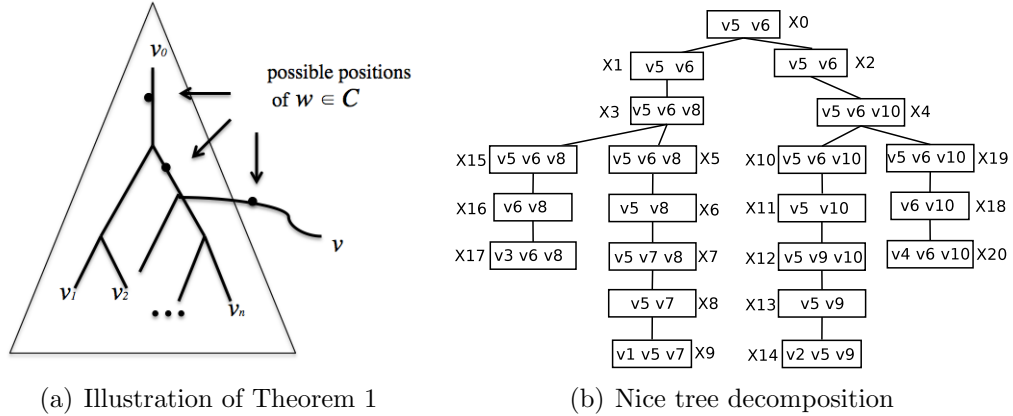 v0
possible positions
of w ∈ C
v
v1 v2 vn
•••
(a) Illustration of Theorem 1
v5 v6 X0
X1 v5 v6
v5 v6 X2
X3 v5 v6 v8
v5 v6 v10 X4
X15 v5 v6 v8
v5 v6 v8 X5
X10 v5 v6 v10
v5 v6 v10 X19
X16 v6 v8
v5 v8 X6
X11 v5 v10
v6 v10 X18
X17 v3 v6 v8
v5 v7 v8 X7
X12 v5 v9 v10
v4 v6 v10 X20
v5 v7 X8
X13 v5 v9
v1 v5 v7 X9
X14 v2 v5 v9
(b) Nice tree decomposition